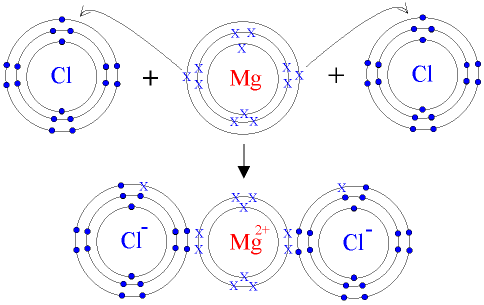 Cl + Mg + Cl
Cl⁻ Mg²⁺ Cl⁻